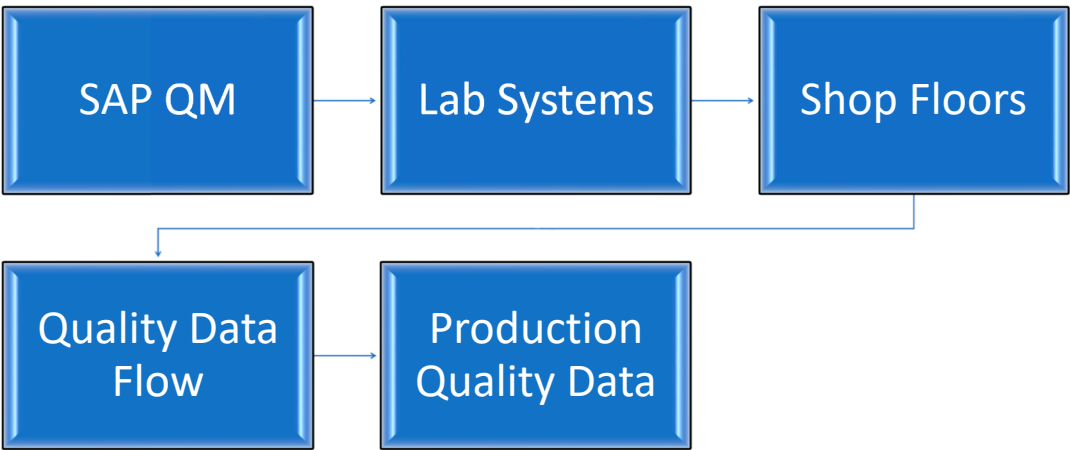 SAP QM
Lab Systems
Shop Floors
Quality Data
Flow
Production
Quality Data